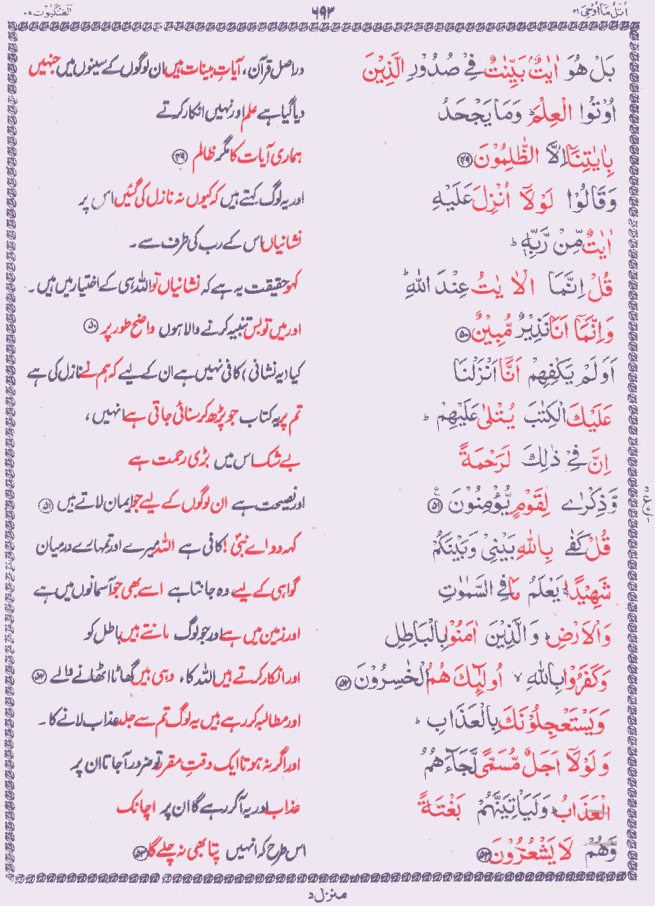 اتل ما اوحی ۲۱
۶۹۳
العنکبوت ۲۹
بَلْ هُوَ اٰیٰتٌۢ بَیِّنٰتٌ فِیْ صُدُوْرِ الَّذِیْنَ
دراصل قرآن، آیاتِ بینات ہیں ان لوگوں کے سینوں میں جنہیں
اُوْتُوا الْعِلْمَ ؕ وَ مَا یَجْحَدُ
دیا گیا ہے علم اور نہیں انکار کرتے
بِاٰیٰتِنَاۤ اِلَّا الظّٰلِمُوْنَ ﴿۴۹﴾
ہماری آیات کا مگر ظالم ﴿۴۹﴾
وَ قَالُوْا لَوْلَاۤ اُنْزِلَ عَلَیْهِ
اور یہ لوگ کہتے ہیں کہ کیوں نہ نازل کی گئیں اس پر
اٰیٰتٌ مِّنْ رَّبِّهٖ ؕ
نشانیاں اس کے رب کی طرف سے۔
قُلْ اِنَّمَا الْاٰیٰتُ عِنْدَ اللّٰهِ ؕ
کہو حقیقت یہ ہے کہ نشانیاں تو اللہ ہی کے اختیار میں ہیں۔
وَ اِنَّمَاۤ اَنَا نَذِیْرٌ مُّبِیْنٌ ﴿۵۰﴾
اور میں تو بس تنبیہ کرنے والا ہوں واضح طور پر ﴿۵۰﴾
اَوَ لَمْ یَكْفِهِمْ اَنَّاۤ اَنْزَلْنَا
کیا (یہ نشانی) کافی نہیں ہے ان کے لیے کہ ہم نے نازل کی ہے
عَلَیْكَ الْكِتٰبَ یُتْلٰى عَلَیْهِمْ ؕ
تم پر یہ کتاب جو پڑھ کر سنائی جاتی ہے انہیں،
اِنَّ فِیْ ذٰلِكَ لَرَحْمَةً
بے شک اس میں بڑی رحمت ہے
وَّ ذِكْرٰى لِقَوْمٍ یُّؤْمِنُوْنَ ﴿۵۱﴾
اور نصیحت ہے ان لوگوں کے لیے جو ایمان لاتے ہیں ﴿۵۱﴾
قُلْ كَفٰى بِاللّٰهِ بَیْنِیْ وَ بَیْنَكُمْ
کہہ دو اے نبیؐ! کافی ہے اللہ میرے اور تمہارے درمیان
شَهِیْدًا ۚ یَعْلَمُ مَا فِی السَّمٰوٰتِ
گواہی کے لیے وہ جانتا ہے اسے بھی جو آسمانوں میں ہے
وَ الْاَرْضِ ؕ وَ الَّذِیْنَ اٰمَنُوْا بِالْبَاطِلِ
اور زمین میں ہے اور جو لوگ مانتے ہیں باطل کو
وَ كَفَرُوْا بِاللّٰهِ ۙ اُولٰٓىِٕكَ هُمُ الْخٰسِرُوْنَ ﴿۵۲﴾
اور انکار کرتے ہیں اللہ کا، وہی ہیں گھاٹا اٹھانے والے ﴿۵۲﴾
وَ یَسْتَعْجِلُوْنَكَ بِالْعَذَابِ ؕ
اور مطالبہ کر رہے ہیں یہ لوگ تم سے جلد عذاب لانے کا۔
وَ لَوْلَاۤ اَجَلٌ مُّسَمًّى لَّجَآءَهُمُ
اور اگر نہ ہوتا ایک وقتِ مقرر تو ضرور آ جاتا ان پر
الْعَذَابُ ؕ وَ لَیَاْتِیَنَّهُمْ بَغْتَةً
عذاب اور یہ آ کر رہے گا ان پر اچانک
وَّ هُمْ لَا یَشْعُرُوْنَ ﴿۵۳﴾
اس طرح کہ انہیں پتا بھی نہ چلے گا ﴿۵۳﴾
منزل ۵